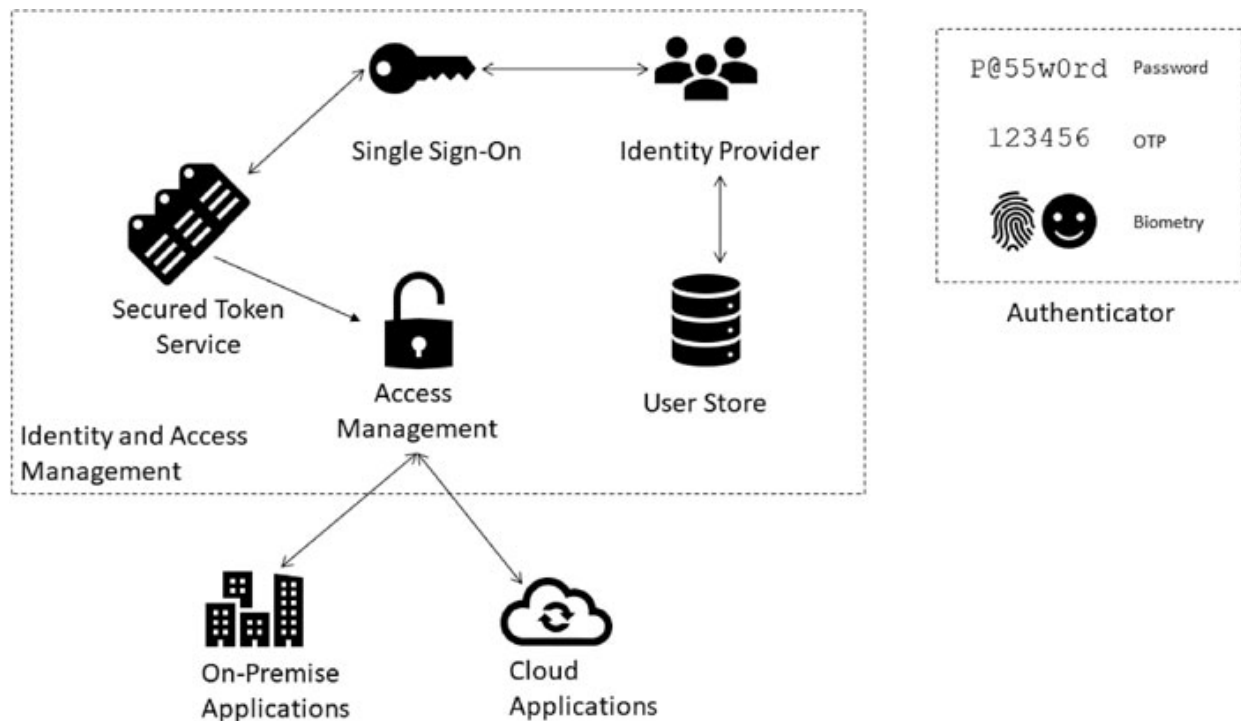 Single Sign-On
Identity Provider
Secured Token
Service
Access
Management
User Store
Identity and Access
Management
On-Premise
Applications
Cloud
Applications
P@55w0rd
Password
123456
OTP
Biometry
Authenticator